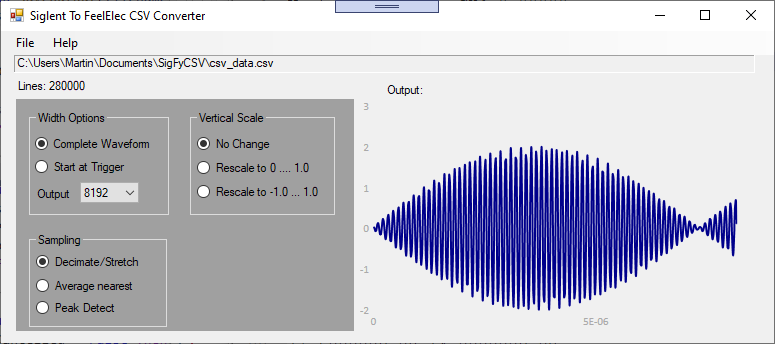 Siglent To FeelElec CSV Converter
File Help
C:\Users\Martin\Documents\SigFyCSV\csv_data.csv
Lines: 280000
Output:
Width Options
Complete Waveform
Start at Trigger
Output 8192
Vertical Scale
No Change
Rescale to 0 .... 1.0
Rescale to -1.0 ... 1.0
Sampling
Decimate/Stretch
Average nearest
Peak Detect
3
2
1
0
-1
-2
0 5E-06